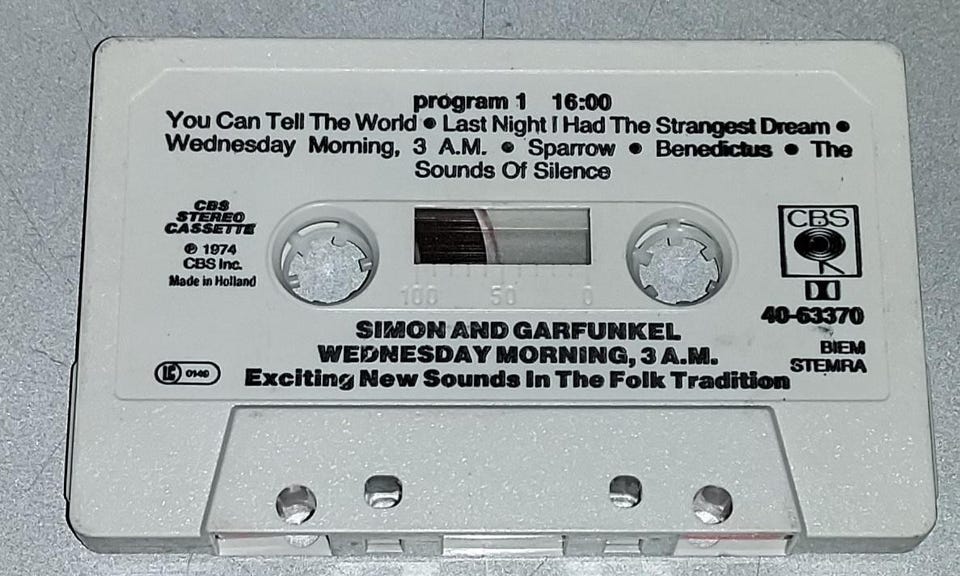 program 1 16:00
You Can Tell The World • Last Night I Had The Strangest Dream •
Wednesday Morning, 3 A.M. • Sparrow • Benedictus • The
Sounds Of Silence
CBS
STEREO
CASSETTE
℗ 1974
CBS Inc.
Made in Holland
100 50 0
CBS
40-63370
BIEM
STEMRA
SIMON AND GARFUNKEL
WEDNESDAY MORNING, 3 A.M.
Exciting New Sounds In The Folk Tradition
LC 0149